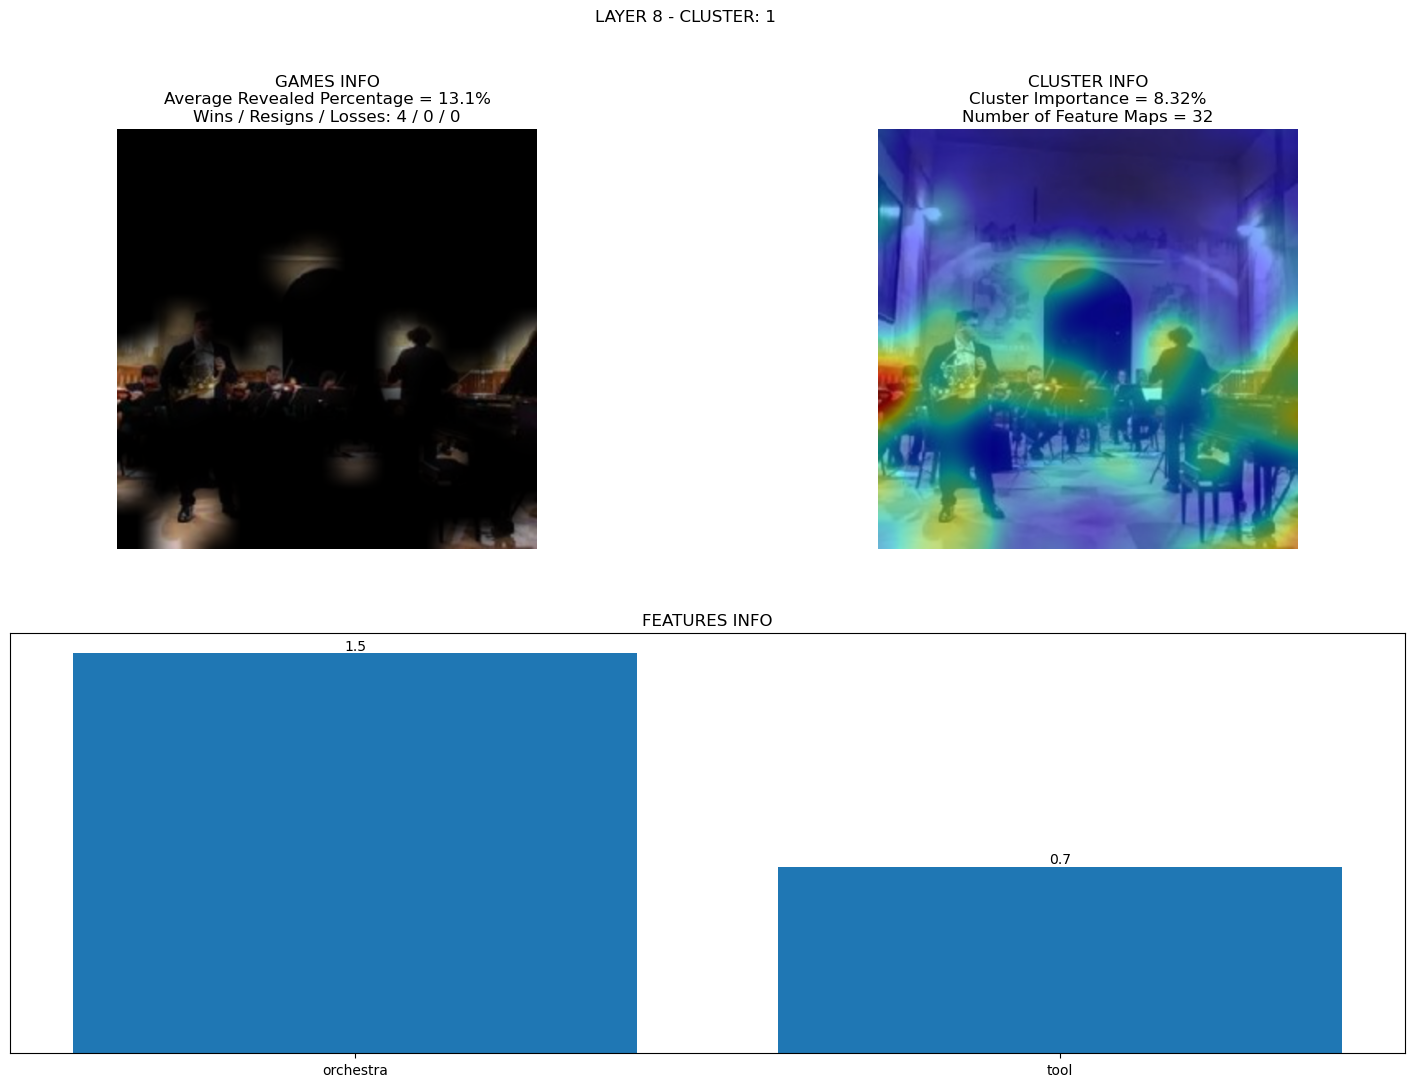 LAYER 8 - CLUSTER: 1
GAMES INFO
Average Revealed Percentage = 13.1%
Wins / Resigns / Losses: 4 / 0 / 0
CLUSTER INFO
Cluster Importance = 8.32%
Number of Feature Maps = 32
FEATURES INFO
1.5
0.7
orchestra
tool